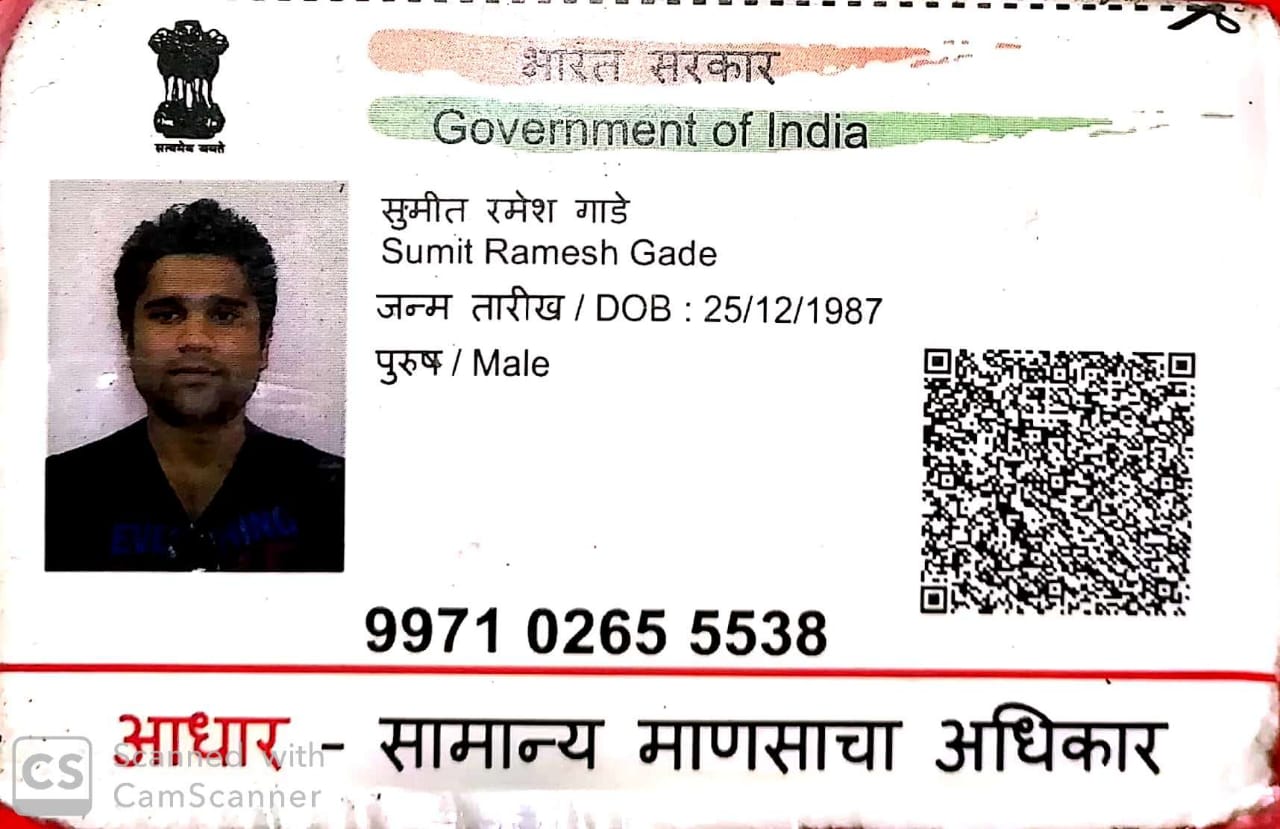 भारत सरकार
Government of India
सत्यमेव जयते
सुमीत रमेश गाडे
Sumit Ramesh Gade
जन्म तारीख / DOB : 25/12/1987
पुरुष / Male
9971 0265 5538
आधार - सामान्य माणसाचा अधिकार
CS Scanned with
CamScanner